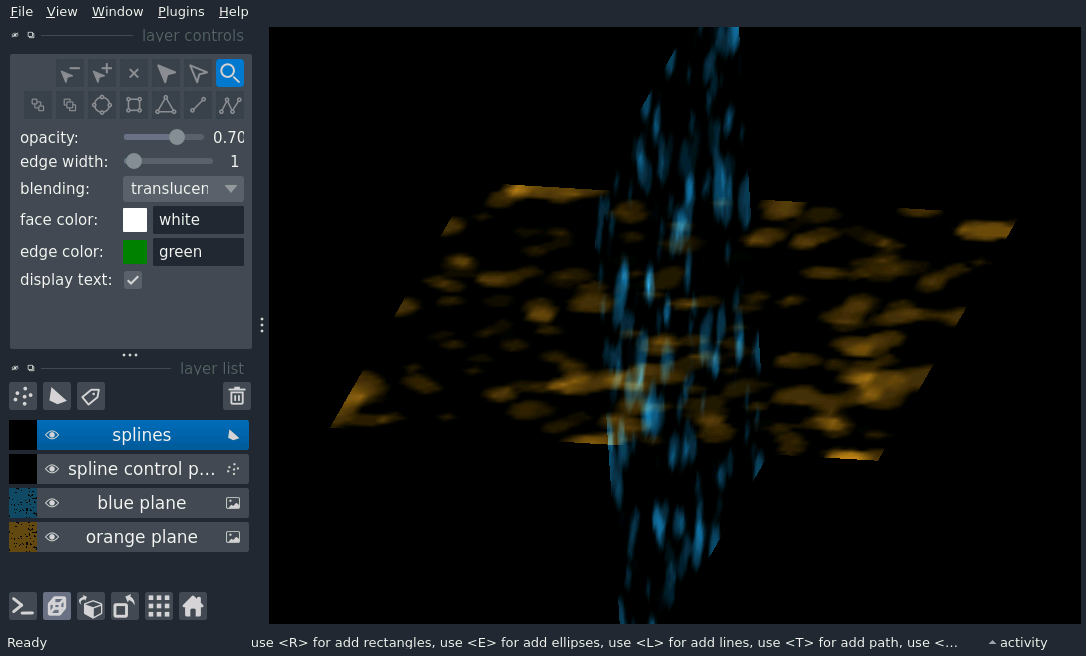 File View Window Plugins Help
layer controls
opacity: 0.70
edge width: 1
blending: translucen
face color: white
edge color: green
display text:
layer list
splines
spline control p...
blue plane
orange plane
Ready use <R> for add rectangles, use <E> for add ellipses, use <L> for add lines, use <T> for add path, use <... activity